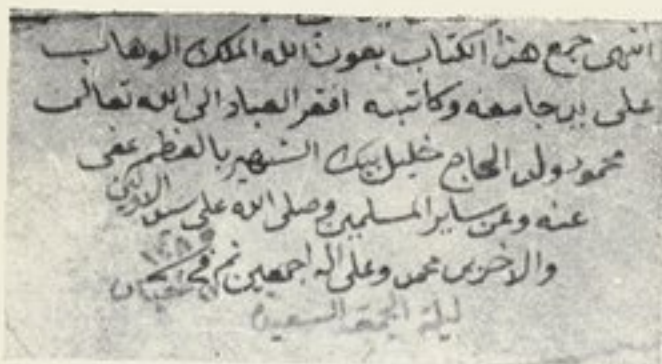 انتهى جمع هذا الكتاب بعون الله الملك الوهاب
على يد جامعه وكاتبه افقر العباد الى الله تعالى
محمود ولد الحاج خليل بيك الشهير بالعظم عفى
عنه وعن ساير المسلمين وصلى الله على سيد الاولين
والاخرين محمد وعلى اله اجمعين تم في
ليلة الجمعة السعيدة